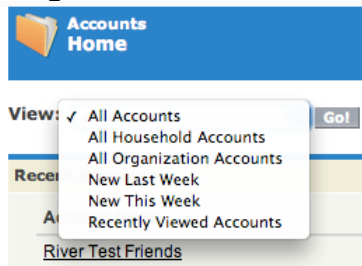 Accounts
Home
View:
✓ All Accounts
All Household Accounts
All Organization Accounts
New Last Week
New This Week
Recently Viewed Accounts
Go!
Recen
A
River Test Friends